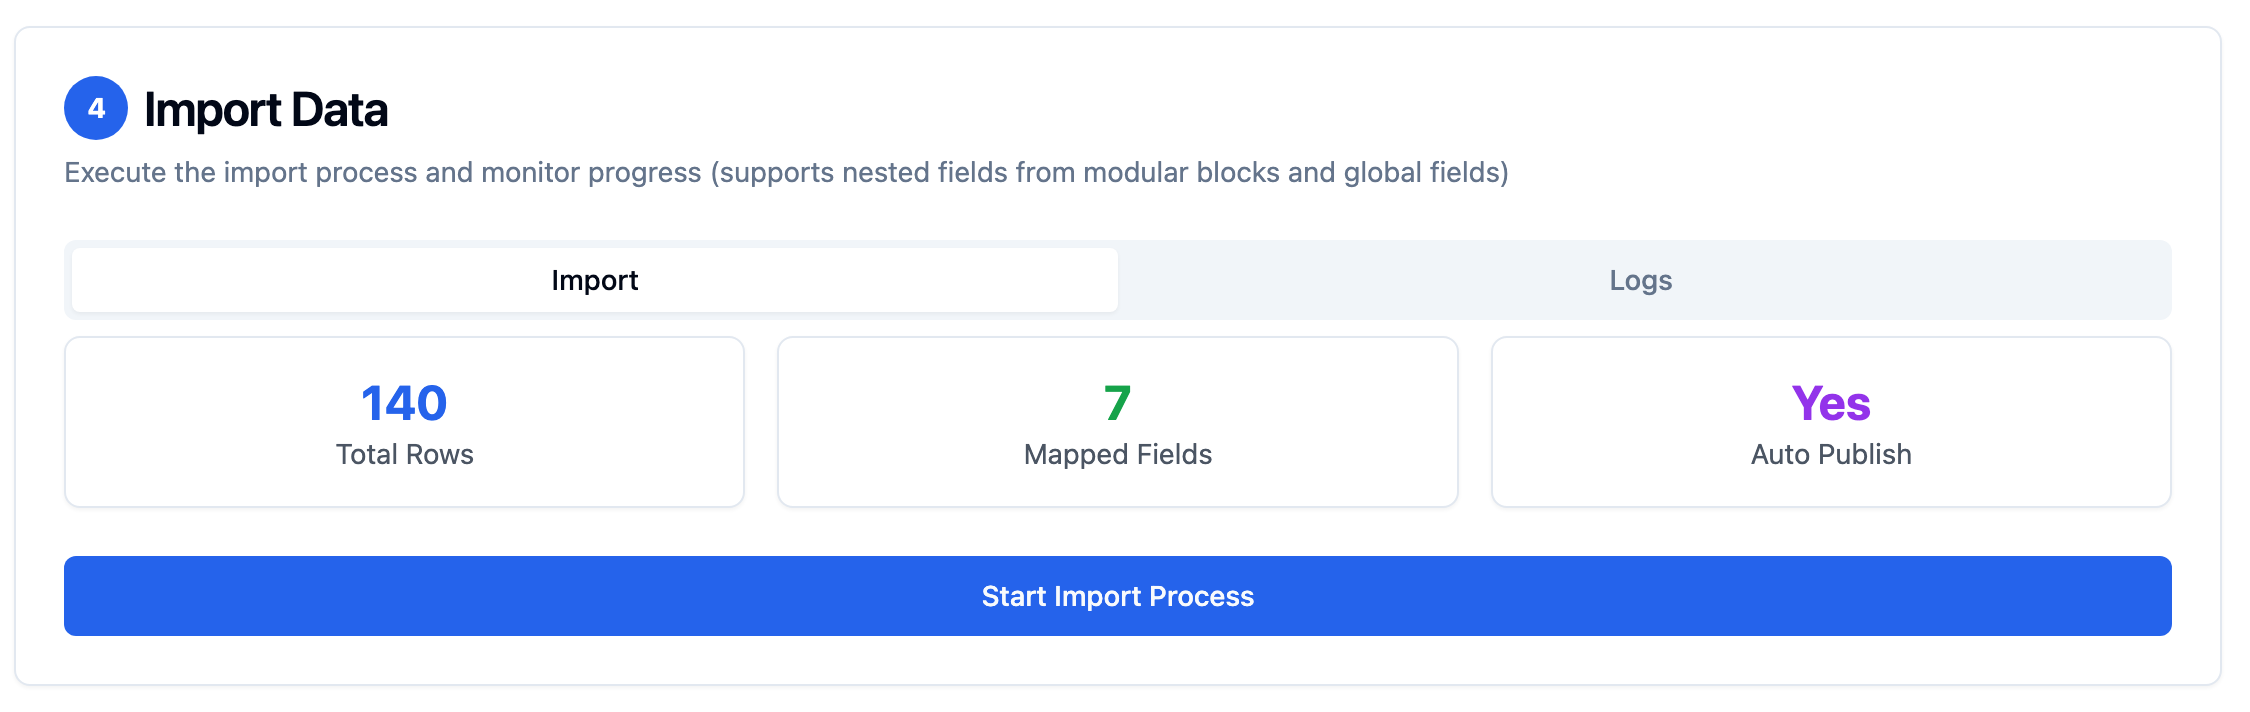 4 Import Data
Execute the import process and monitor progress (supports nested fields from modular blocks and global fields)
Import Logs
140 7 Yes
Total Rows Mapped Fields Auto Publish
Start Import Process